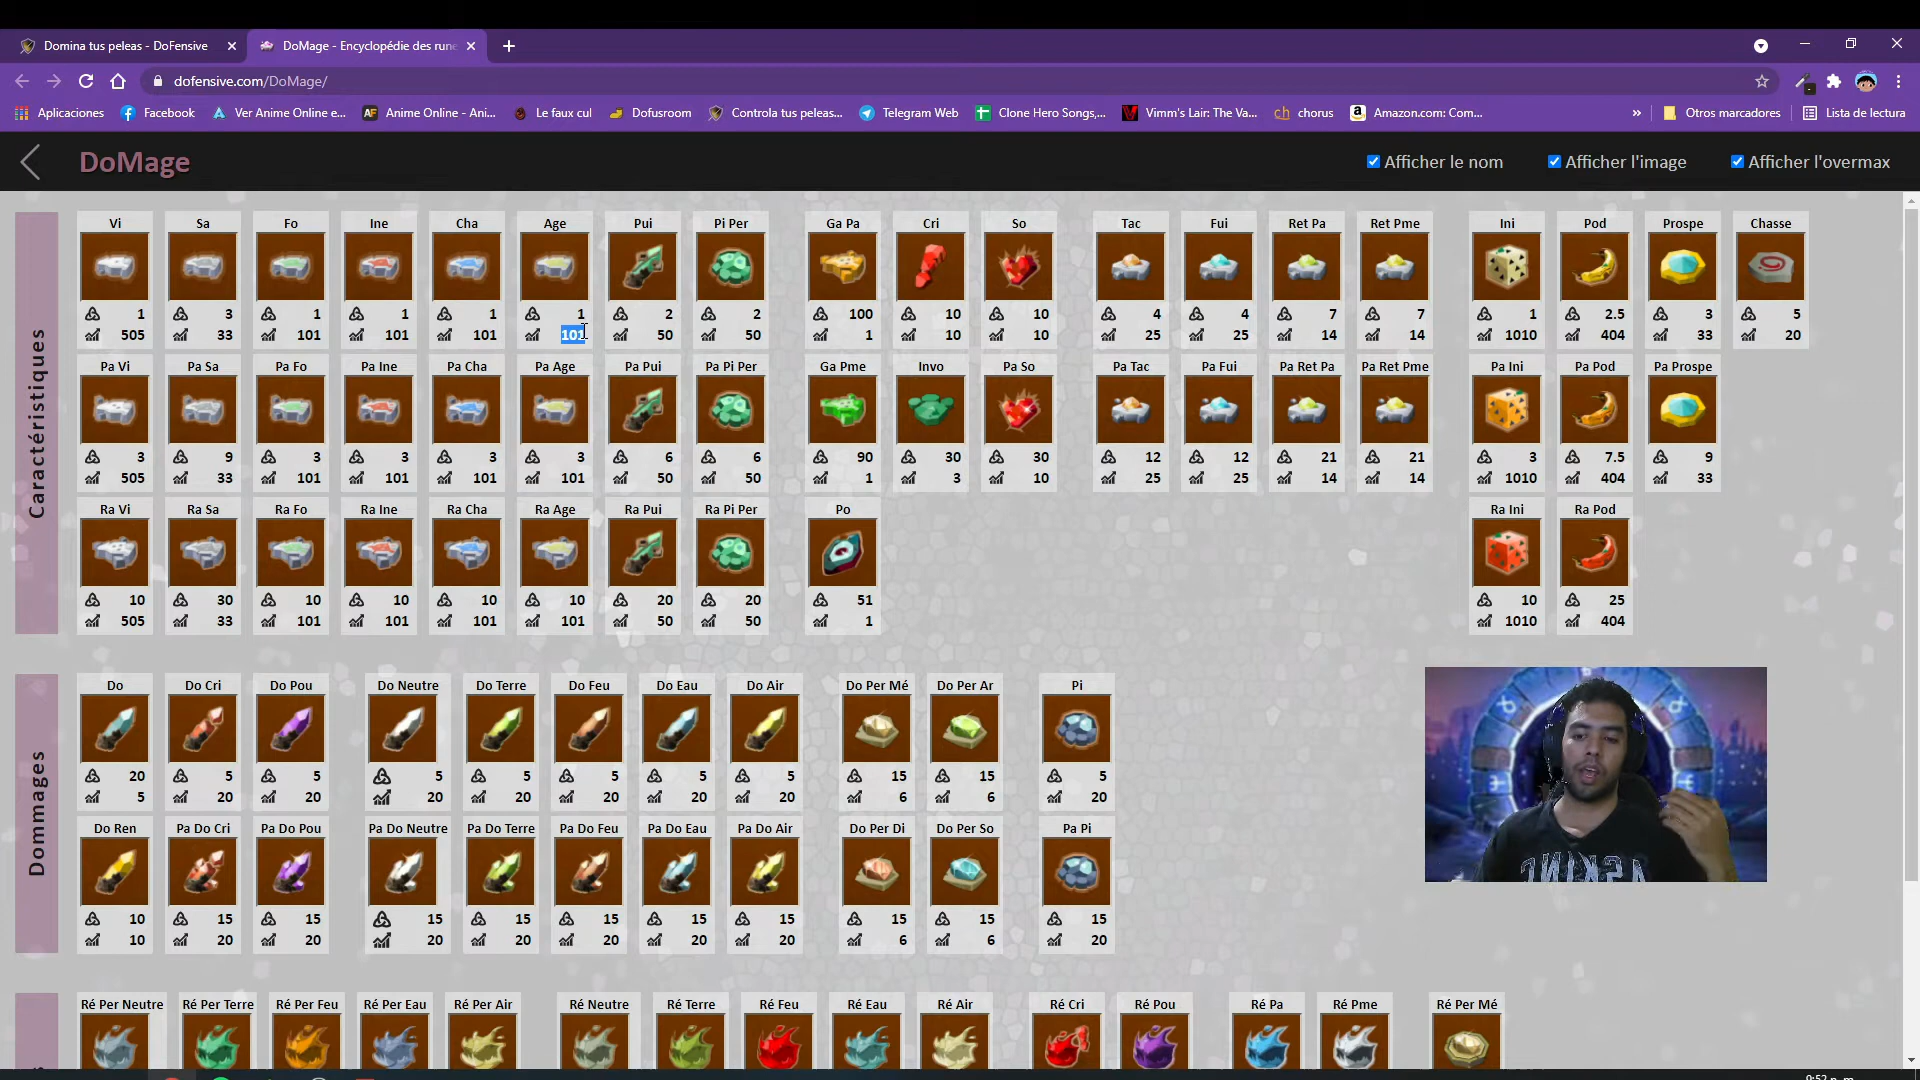 Domina tus peleas - DoFensive
DoMage - Encyclopédie des rune
dofensive.com/DoMage/
Aplicaciones Facebook Ver Anime Online e... Anime Online - Ani... Le faux cul Dofusroom Controla tus peleas... Telegram Web Clone Hero Songs,... Vimm's Lair: The Va... chorus Amazon.com: Com... » Otros marcadores Lista de lectura
DoMage Afficher le nom Afficher l'image Afficher l'overmax
Caractéristiques
Vi Sa Fo Ine Cha Age Pui Pi Per Ga Pa Cri So Tac Fui Ret Pa Ret Pme Ini Pod Prospe Chasse
1 3 1 1 1 1 2 2 100 10 10 4 4 7 7 1 2.5 3 5
505 33 101 101 101 101 50 50 1 10 10 25 25 14 14 1010 404 33 20
Pa Vi Pa Sa Pa Fo Pa Ine Pa Cha Pa Age Pa Pui Pa Pi Per Ga Pme Invo Pa So Pa Tac Pa Fui Pa Ret Pa Pa Ret Pme Pa Ini Pa Pod Pa Prospe
3 9 3 3 3 3 6 6 90 30 30 12 12 21 21 3 7.5 9
505 33 101 101 101 101 50 50 1 3 10 25 25 14 14 1010 404 33
Ra Vi Ra Sa Ra Fo Ra Ine Ra Cha Ra Age Ra Pui Ra Pi Per Po Ra Ini Ra Pod
10 30 10 10 10 10 20 20 51 10 25
505 33 101 101 101 101 50 50 1 1010 404
Dommages
Do Do Cri Do Pou Do Neutre Do Terre Do Feu Do Eau Do Air Do Per Mé Do Per Ar Pi
20 5 5 5 5 5 5 5 15 15 5
5 20 20 20 20 20 20 20 6 6 20
Do Ren Pa Do Cri Pa Do Pou Pa Do Neutre Pa Do Terre Pa Do Feu Pa Do Eau Pa Do Air Do Per Di Do Per So Pa Pi
10 15 15 15 15 15 15 15 15 15 15
10 20 20 20 20 20 20 20 6 6 20
Ré Per Neutre Ré Per Terre Ré Per Feu Ré Per Eau Ré Per Air Ré Neutre Ré Terre Ré Feu Ré Eau Ré Air Ré Cri Ré Pou Ré Pa Ré Pme Ré Per Mé